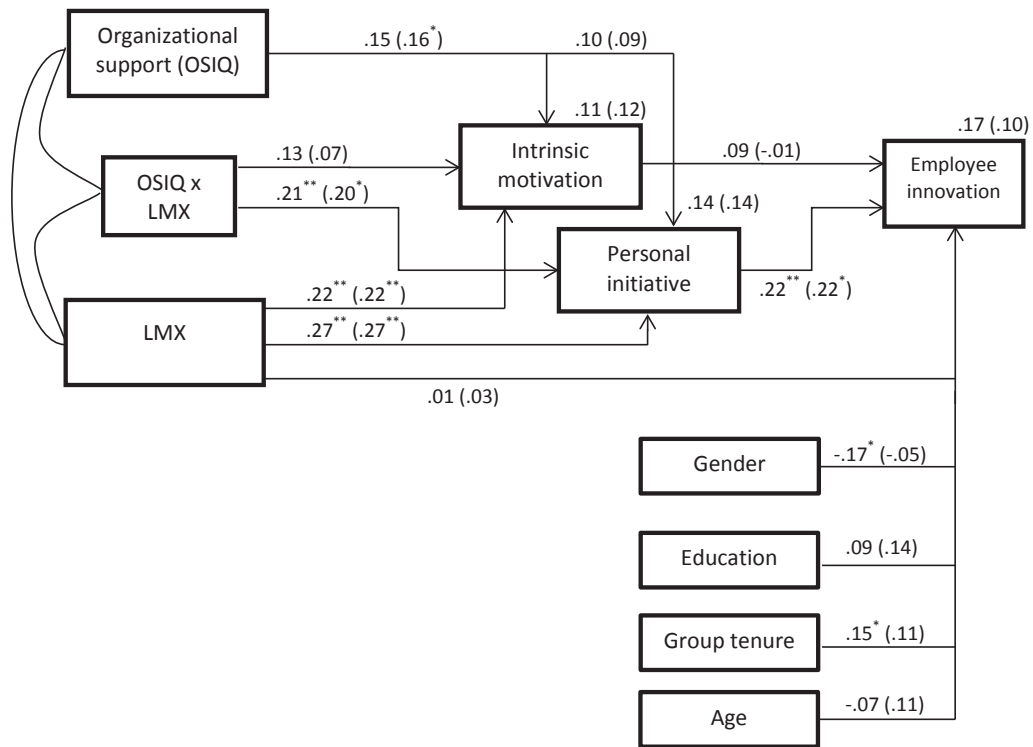 Organizational
support (OSIQ)
.15 (.16*)
.10 (.09)
.11 (.12)
.17 (.10)
Intrinsic
motivation
.13 (.07)
.09 (-.01)
Employee
innovation
OSIQ x
LMX
.21** (.20*)
.14 (.14)
Personal
initiative
.22** (.22*)
.22** (.22**)
LMX
.27** (.27**)
.01 (.03)
Gender
-.17* (-.05)
Education
.09 (.14)
Group tenure
.15* (.11)
Age
-.07 (.11)